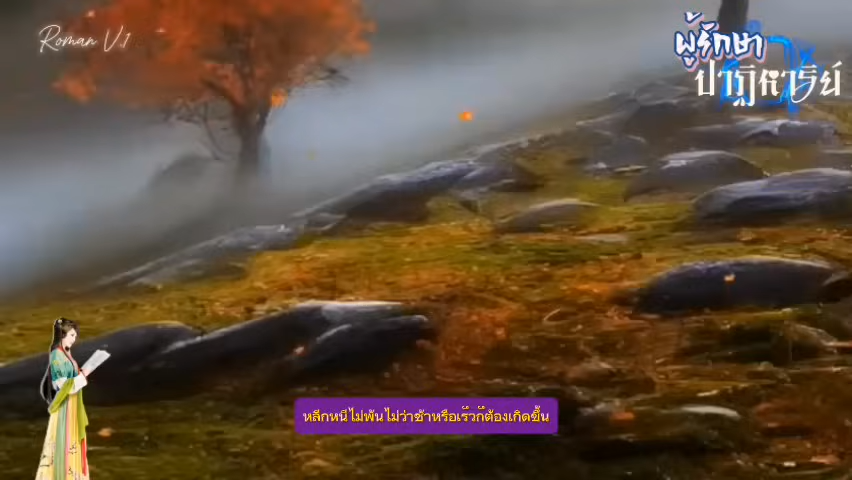 Roman V.1
ผู้รักษา
ปาฏิหาริย์
หลีกหนีไม่พ้นไม่ว่าช้าหรือเร็วก็ต้องเกิดขึ้น